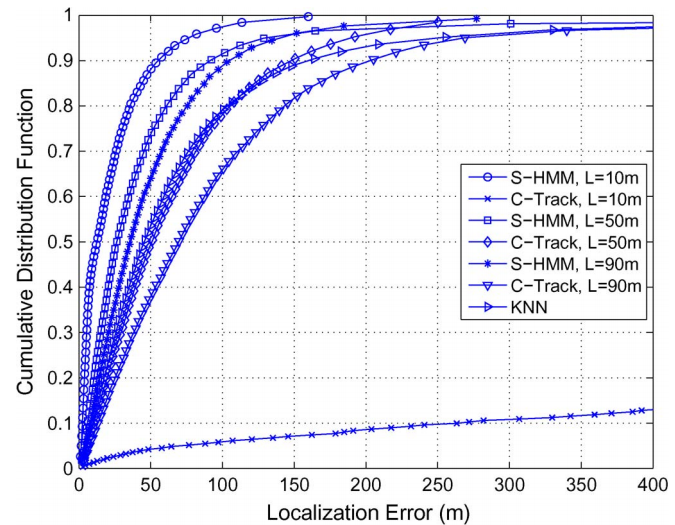 1
0.9
0.8
0.7
0.6
0.5
0.4
0.3
0.2
0.1
0
Cumulative Distribution Function
S-HMM, L=10m
C-Track, L=10m
S-HMM, L=50m
C-Track, L=50m
S-HMM, L=90m
C-Track, L=90m
KNN
0 50 100 150 200 250 300 350 400
Localization Error (m)